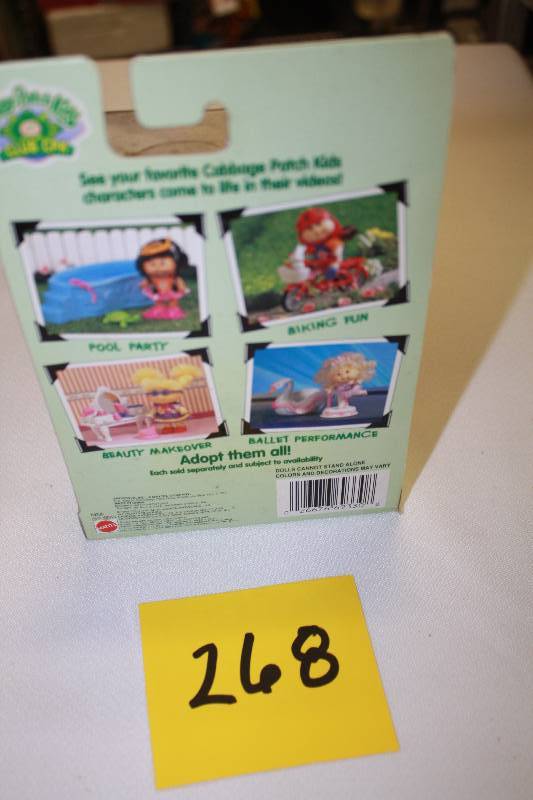 See your favorite Cabbage Patch Kids
characters come to life in their videos!
POOL PARTY
BIKING FUN
BEAUTY MAKEOVER
BALLET PERFORMANCE
Adopt them all!
Each sold separately and subject to availability
DOLLS CANNOT STAND ALONE
COLORS AND DECORATIONS MAY VARY
268